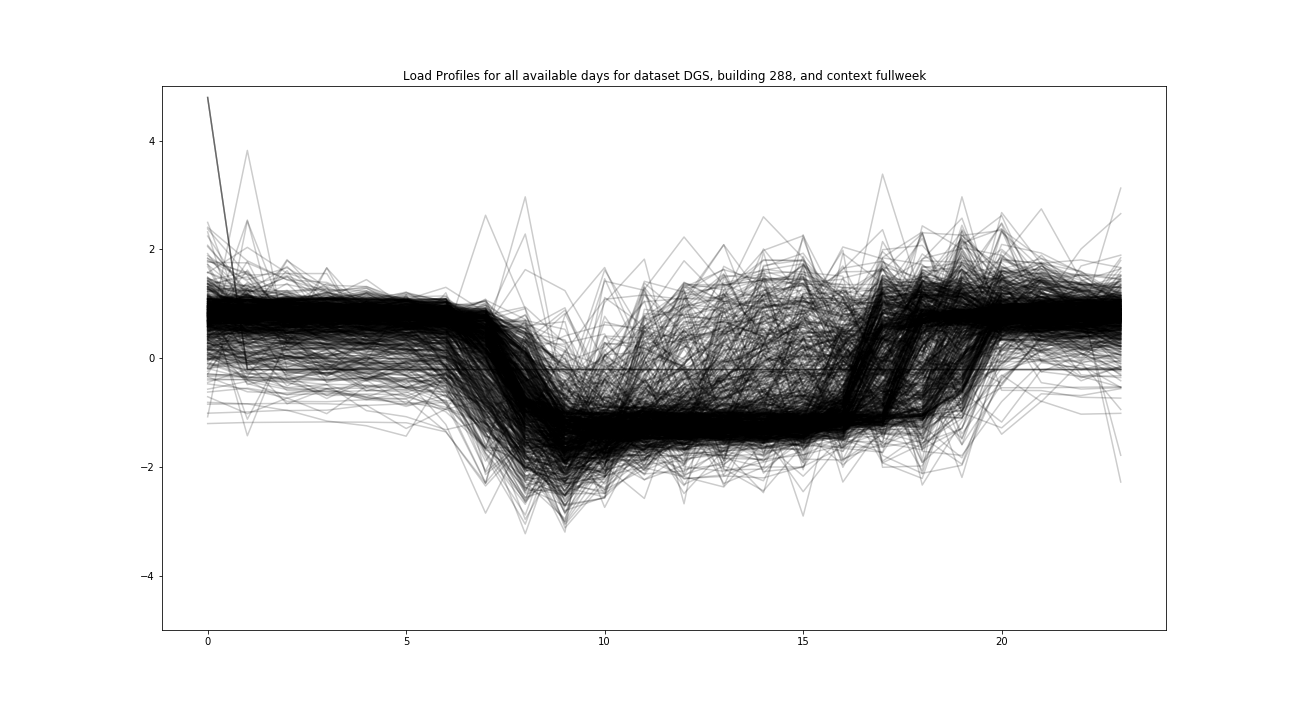 Load Profiles for all available days for dataset DGS, building 288, and context fullweek
4
2
0
−2
−4
0 5 10 15 20